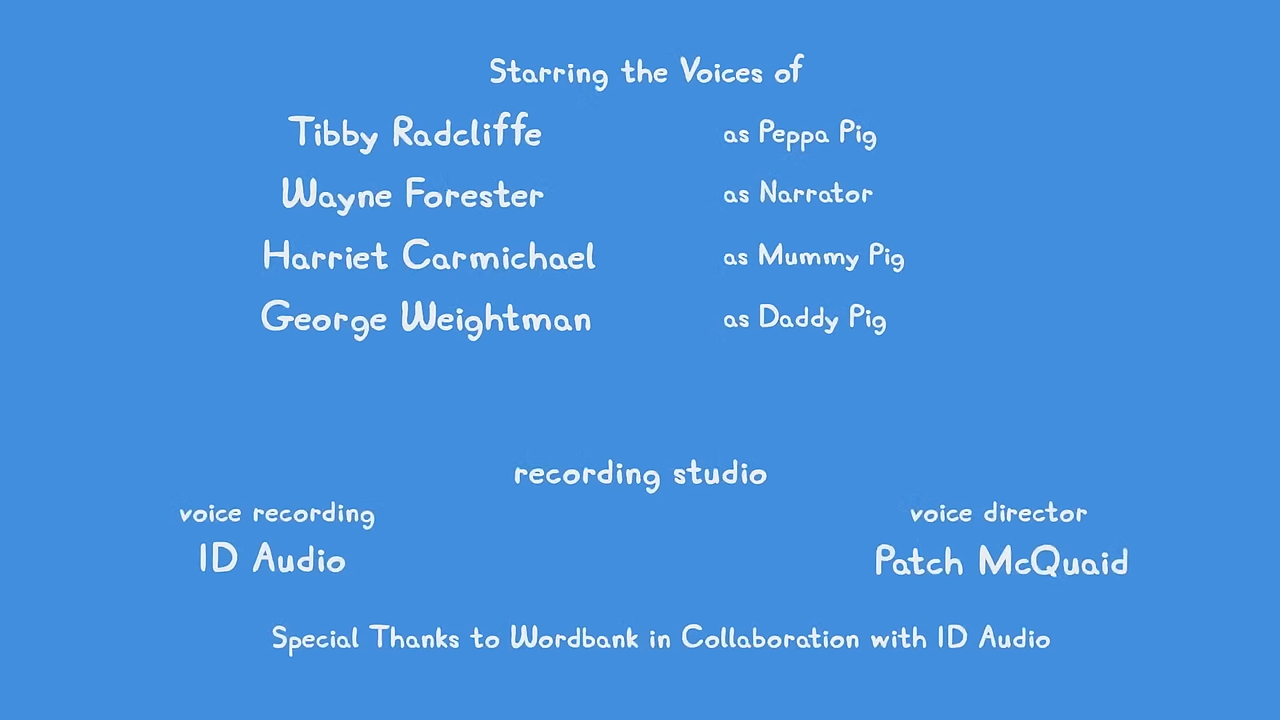 Starring the Voices of
Tibby Radcliffe as Peppa Pig
Wayne Forester as Narrator
Harriet Carmichael as Mummy Pig
George Weightman as Daddy Pig
recording studio
voice recording voice director
ID Audio Patch McQuaid
Special Thanks to Wordbank in Collaboration with ID Audio